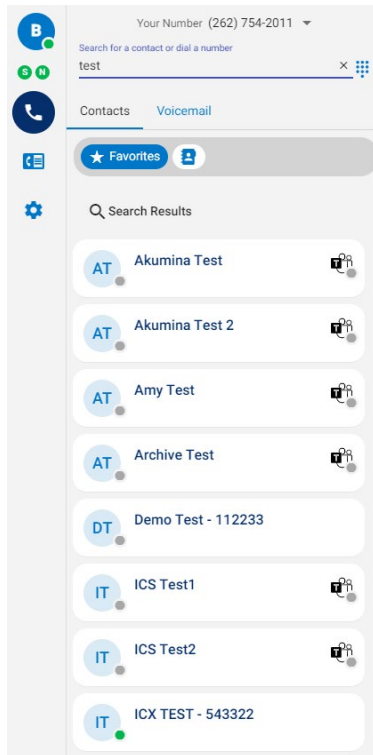 B
Your Number (262) 754-2011
Search for a contact or dial a number
test
S N
Contacts Voicemail
Favorites
Search Results
AT Akumina Test T
AT Akumina Test 2 T
AT Amy Test T
AT Archive Test T
DT Demo Test - 112233
IT ICS Test1 T
IT ICS Test2 T
IT ICX TEST - 543322